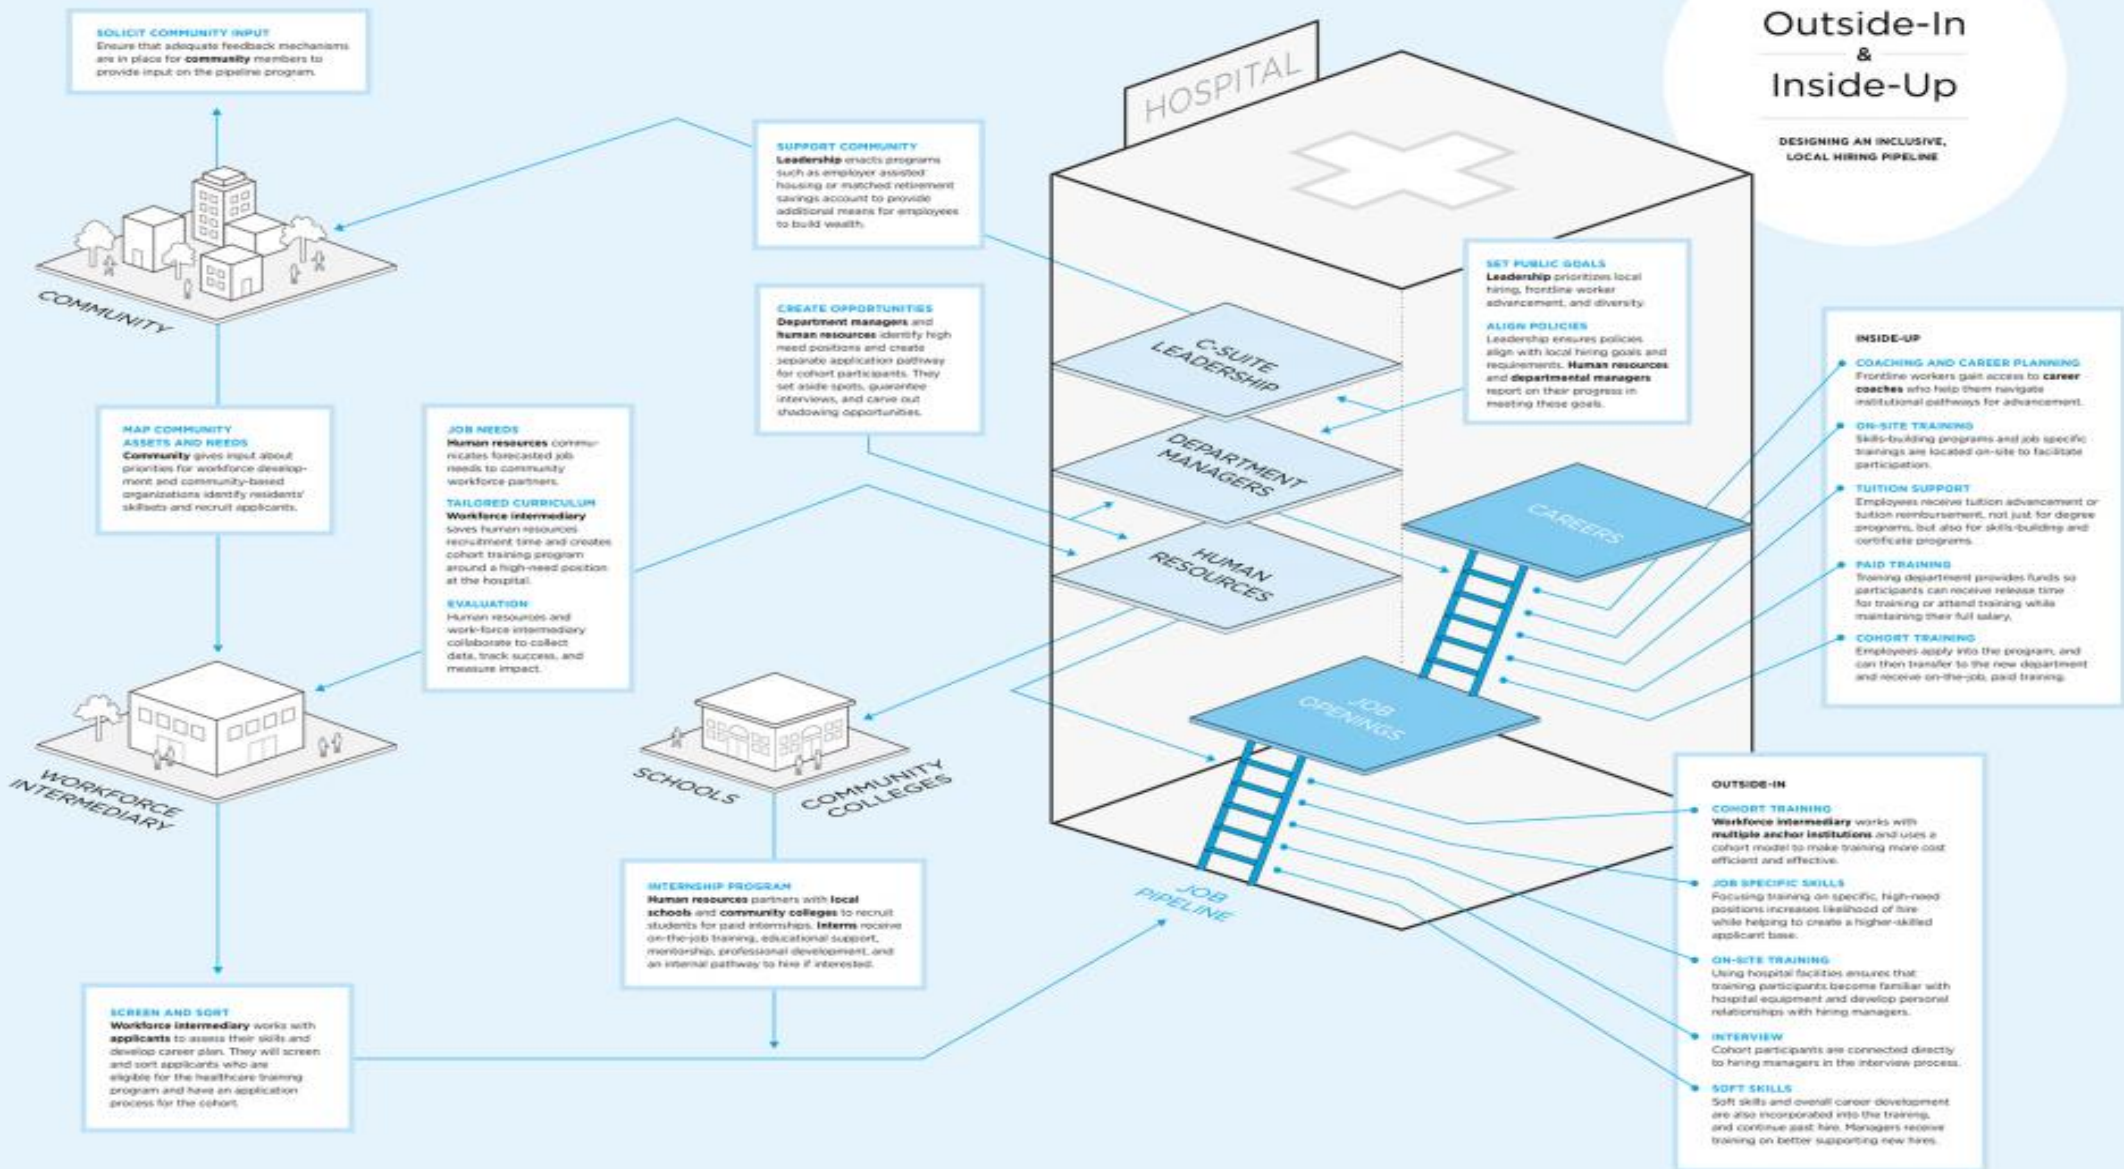 Outside-In
&
Inside-Up
DESIGNING AN INCLUSIVE,
LOCAL HIRING PIPELINE
SOLICIT COMMUNITY INPUT
Ensure that adequate feedback mechanisms
are in place for community members to
provide input on the pipeline program.
COMMUNITY
MAP COMMUNITY
ASSETS AND NEEDS
Community gives input about
priorities for workforce develop-
ment and community-based
organizations identify residents'
skillsets and recruit applicants.
WORKFORCE
INTERMEDIARY
SCREEN AND SORT
Workforce intermediary works with
applicants to assess their skills and
develop career plan. They will screen
and sort applicants who are
eligible for the healthcare training
program and have an application
process for the cohort.
JOB NEEDS
Human resources commu-
nicates forecasted job
needs to community
workforce partners.
TAILORED CURRICULUM
Workforce intermediary
saves human resources
recruitment time and creates
cohort training program
around a high-need position
at the hospital.
EVALUATION
Human resources and
work-force intermediary
collaborate to collect
data, track success, and
measure impact.
SUPPORT COMMUNITY
Leadership enacts programs
such as employer assisted
housing or matched retirement
savings account to provide
additional means for employees
to build wealth.
CREATE OPPORTUNITIES
Department managers and
human resources identify high
need positions and create
separate application pathway
for cohort participants. They
set aside spots, guarantee
interviews, and carve out
shadowing opportunities.
SCHOOLS
COMMUNITY
COLLEGES
INTERNSHIP PROGRAM
Human resources partners with local
schools and community colleges to recruit
students for paid internships. Interns receive
on-the-job training, educational support,
mentorship, professional development, and
an internal pathway to hire if interested.
HOSPITAL
C-SUITE
LEADERSHIP
DEPARTMENT
MANAGERS
HUMAN
RESOURCES
SET PUBLIC GOALS
Leadership prioritizes local
hiring, frontline worker
advancement, and diversity.
ALIGN POLICIES
Leadership ensures policies
align with local hiring goals and
requirements. Human resources
and departmental managers
report on their progress in
meeting these goals.
CAREERS
JOB
OPENINGS
JOB
PIPELINE
INSIDE-UP
COACHING AND CAREER PLANNING
Frontline workers gain access to career
coaches who help them navigate
institutional pathways for advancement.
ON-SITE TRAINING
Skills-building programs and job specific
trainings are located on-site to facilitate
participation.
TUITION SUPPORT
Employees receive tuition advancement or
tuition reimbursement, not just for degree
programs, but also for skills-building and
certificate programs.
PAID TRAINING
Training department provides funds so
participants can receive release time
for training or attend training while
maintaining their full salary.
COHORT TRAINING
Employees apply into the program, and
can then transfer to the new department
and receive on-the-job, paid training.
OUTSIDE-IN
COHORT TRAINING
Workforce intermediary works with
multiple anchor institutions and uses a
cohort model to make training more cost
efficient and effective.
JOB SPECIFIC SKILLS
Focusing training on specific, high-need
positions increases likelihood of hire
while helping to create a higher-skilled
applicant base.
ON-SITE TRAINING
Using hospital facilities ensures that
training participants become familiar with
hospital equipment and develop personal
relationships with hiring managers.
INTERVIEW
Cohort participants are connected directly
to hiring managers in the interview process.
SOFT SKILLS
Soft skills and overall career development
are also incorporated into the training,
and continue past hire. Managers receive
training on better supporting new hires.